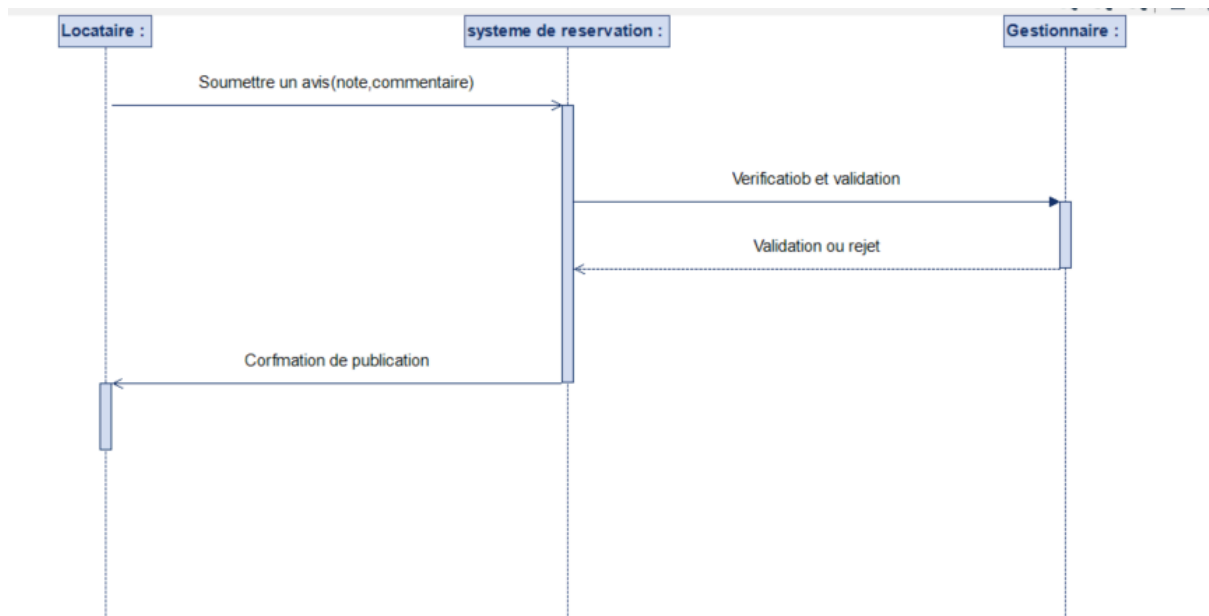 Locataire :
systeme de reservation :
Gestionnaire :
Soumettre un avis(note,commentaire)
Verificatiob et validation
Validation ou rejet
Corfmation de publication